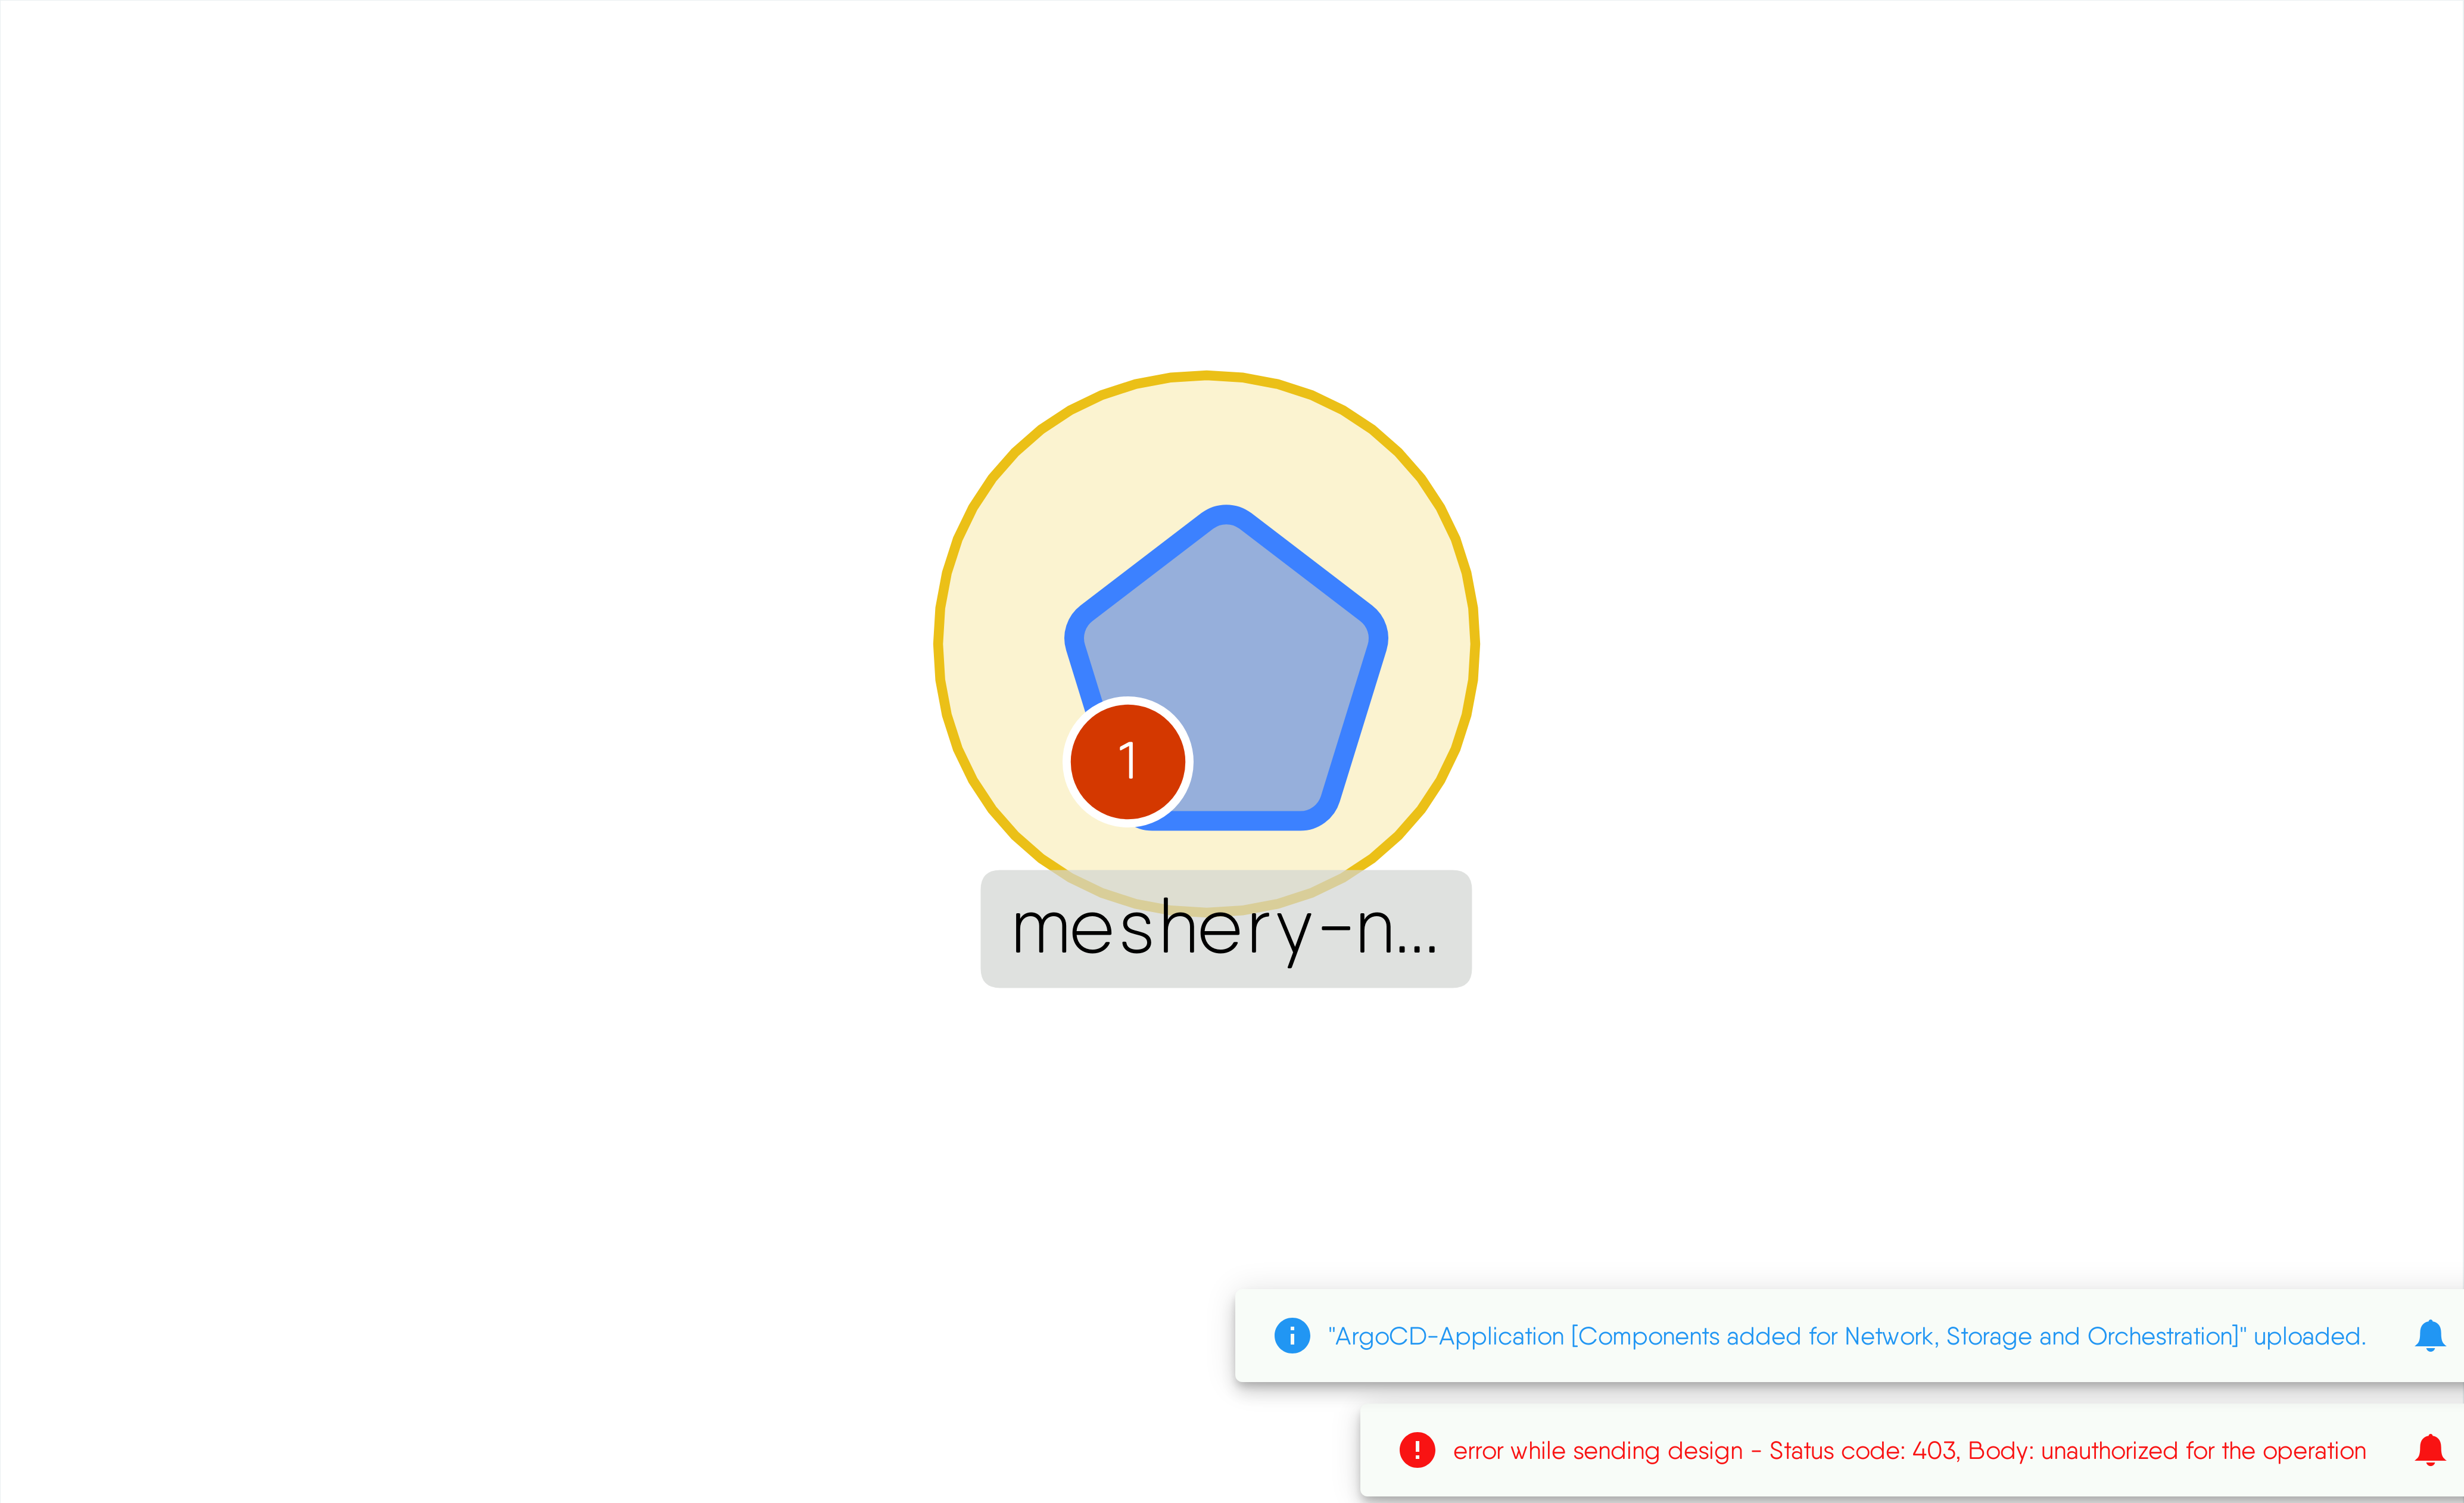 1
meshery-n...
"ArgoCD-Application [Components added for Network, Storage and Orchestration]" uploaded.
error while sending design - Status code: 403, Body: unauthorized for the operation